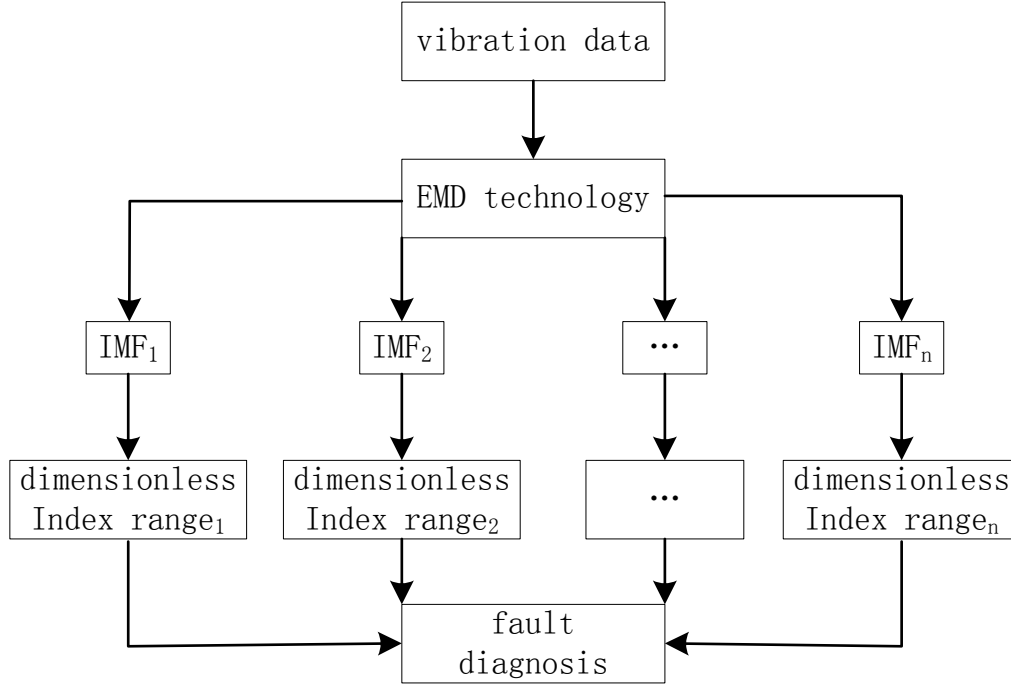 vibration data
EMD technology
IMF₁
IMF₂
...
IMFₙ
dimensionless
Index range₁
dimensionless
Index range₂
...
dimensionless
Index rangeₙ
fault
diagnosis